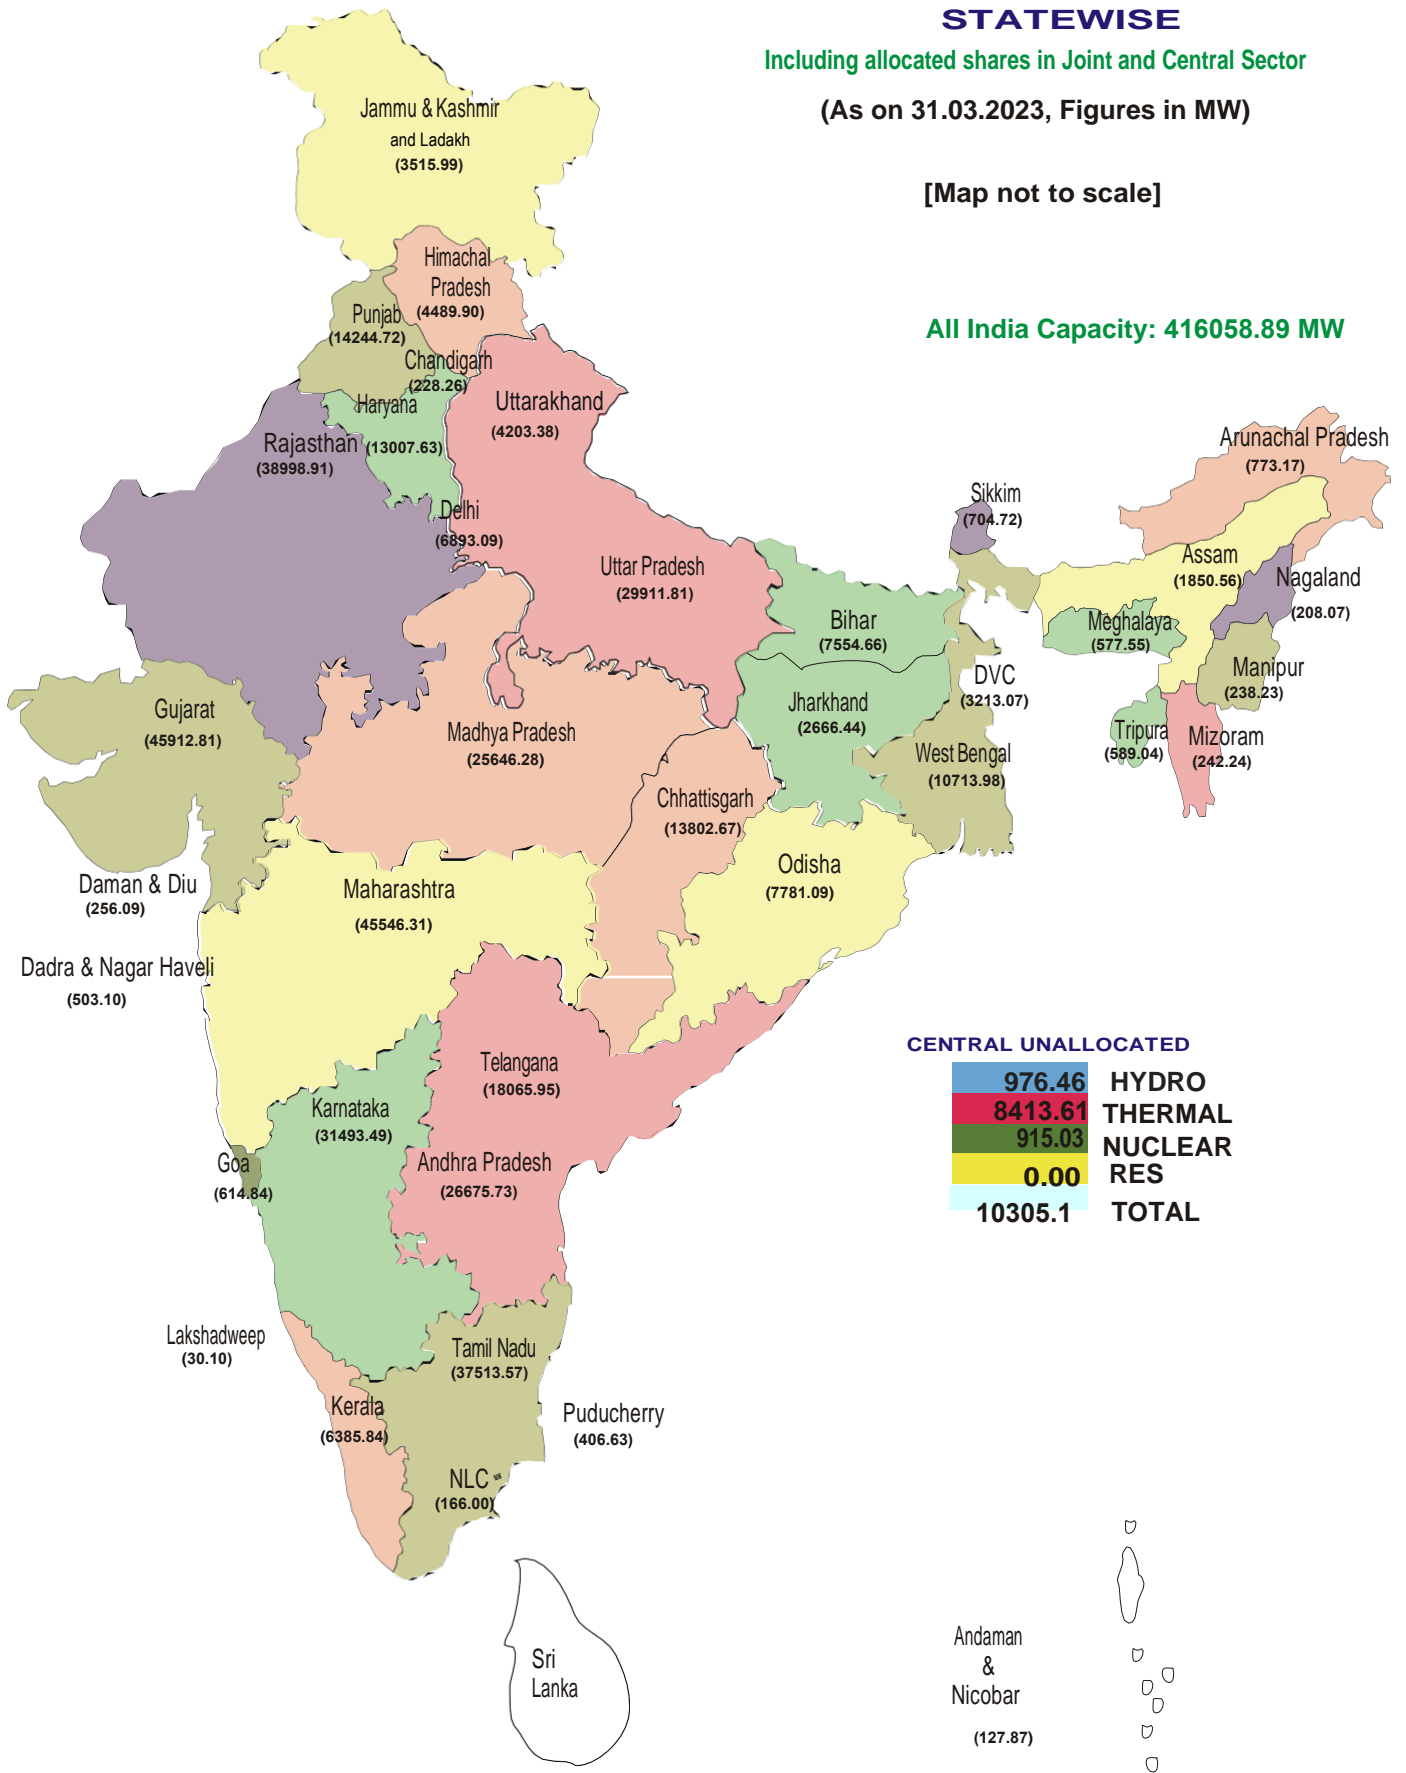 STATEWISE
Including allocated shares in Joint and Central Sector
(As on 31.03.2023, Figures in MW)
[Map not to scale]
All India Capacity: 416058.89 MW
Jammu & Kashmir
and Ladakh
(3515.99)
Himachal
Pradesh
(4489.90)
Punjab
(14244.72)
Chandigarh
(228.26)
Haryana
(13007.63)
Uttarakhand
(4203.38)
Rajasthan
(38998.91)
Delhi
(6893.09)
Uttar Pradesh
(29911.81)
Arunachal Pradesh
(773.17)
Sikkim
(704.72)
Assam
(1850.56)
Nagaland
(208.07)
Meghalaya
(577.55)
Manipur
(238.23)
Tripura
(589.04)
Mizoram
(242.24)
Bihar
(7554.66)
DVC
(3213.07)
Jharkhand
(2666.44)
West Bengal
(10713.98)
Gujarat
(45912.81)
Madhya Pradesh
(25646.28)
Chhattisgarh
(13802.67)
Odisha
(7781.09)
Daman & Diu
(256.09)
Maharashtra
(45546.31)
Dadra & Nagar Haveli
(503.10)
Telangana
(18065.95)
Karnataka
(31493.49)
Goa
(614.84)
Andhra Pradesh
(26675.73)
CENTRAL UNALLOCATED
976.46 HYDRO
8413.61 THERMAL
915.03 NUCLEAR
0.00 RES
10305.1 TOTAL
Lakshadweep
(30.10)
Tamil Nadu
(37513.57)
Kerala
(6385.84)
Puducherry
(406.63)
NLC
(166.00)
Sri
Lanka
Andaman
&
Nicobar
(127.87)